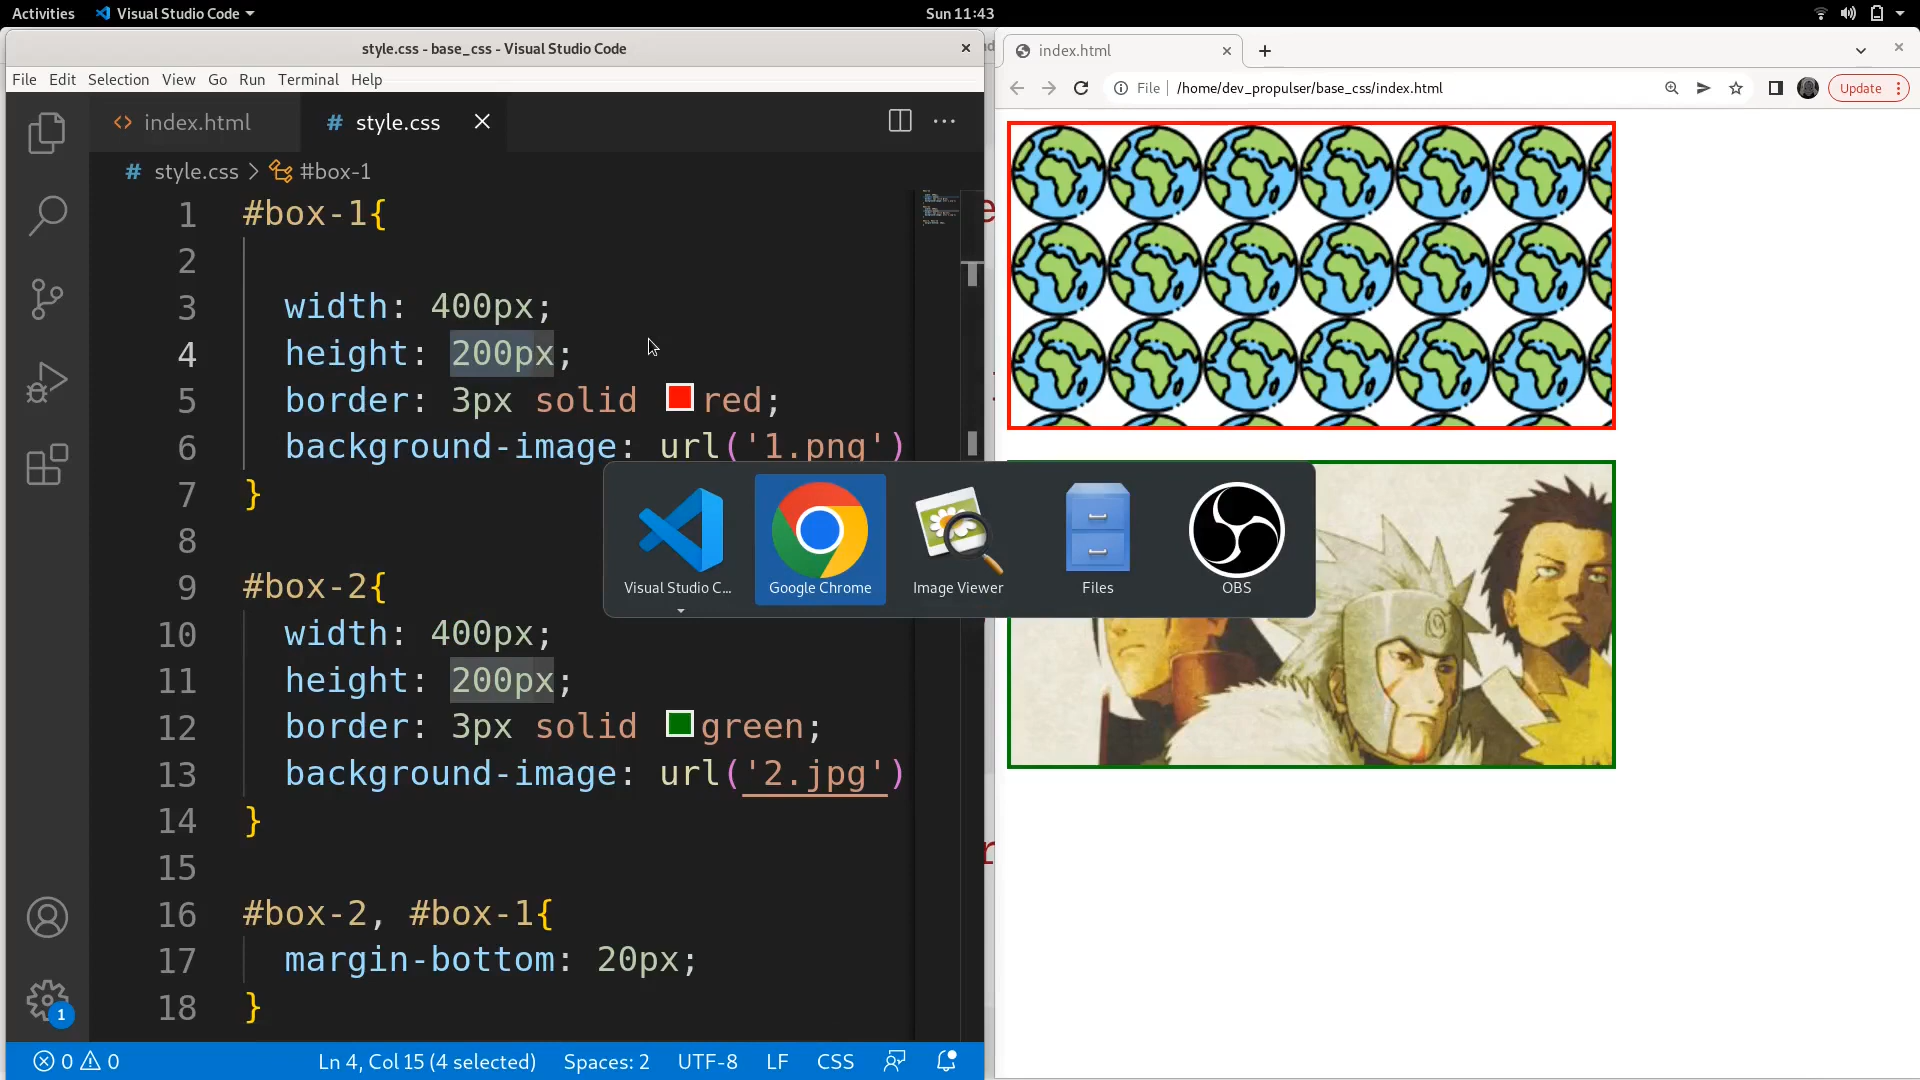 Activities Visual Studio Code Sun 11:43
style.css - base_css - Visual Studio Code
File Edit Selection View Go Run Terminal Help
index.html # style.css
# style.css > #box-1
1 #box-1{
2
3 width: 400px;
4 height: 200px;
5 border: 3px solid red;
6 background-image: url('1.png')
7 }
8
9 #box-2{
10 width: 400px;
11 height: 200px;
12 border: 3px solid green;
13 background-image: url('2.jpg')
14 }
15
16 #box-2, #box-1{
17 margin-bottom: 20px;
18 }
1
0 0 Ln 4, Col 15 (4 selected) Spaces: 2 UTF-8 LF CSS
index.html
File /home/dev_propulser/base_css/index.html Update
Visual Studio C... Google Chrome Image Viewer Files OBS